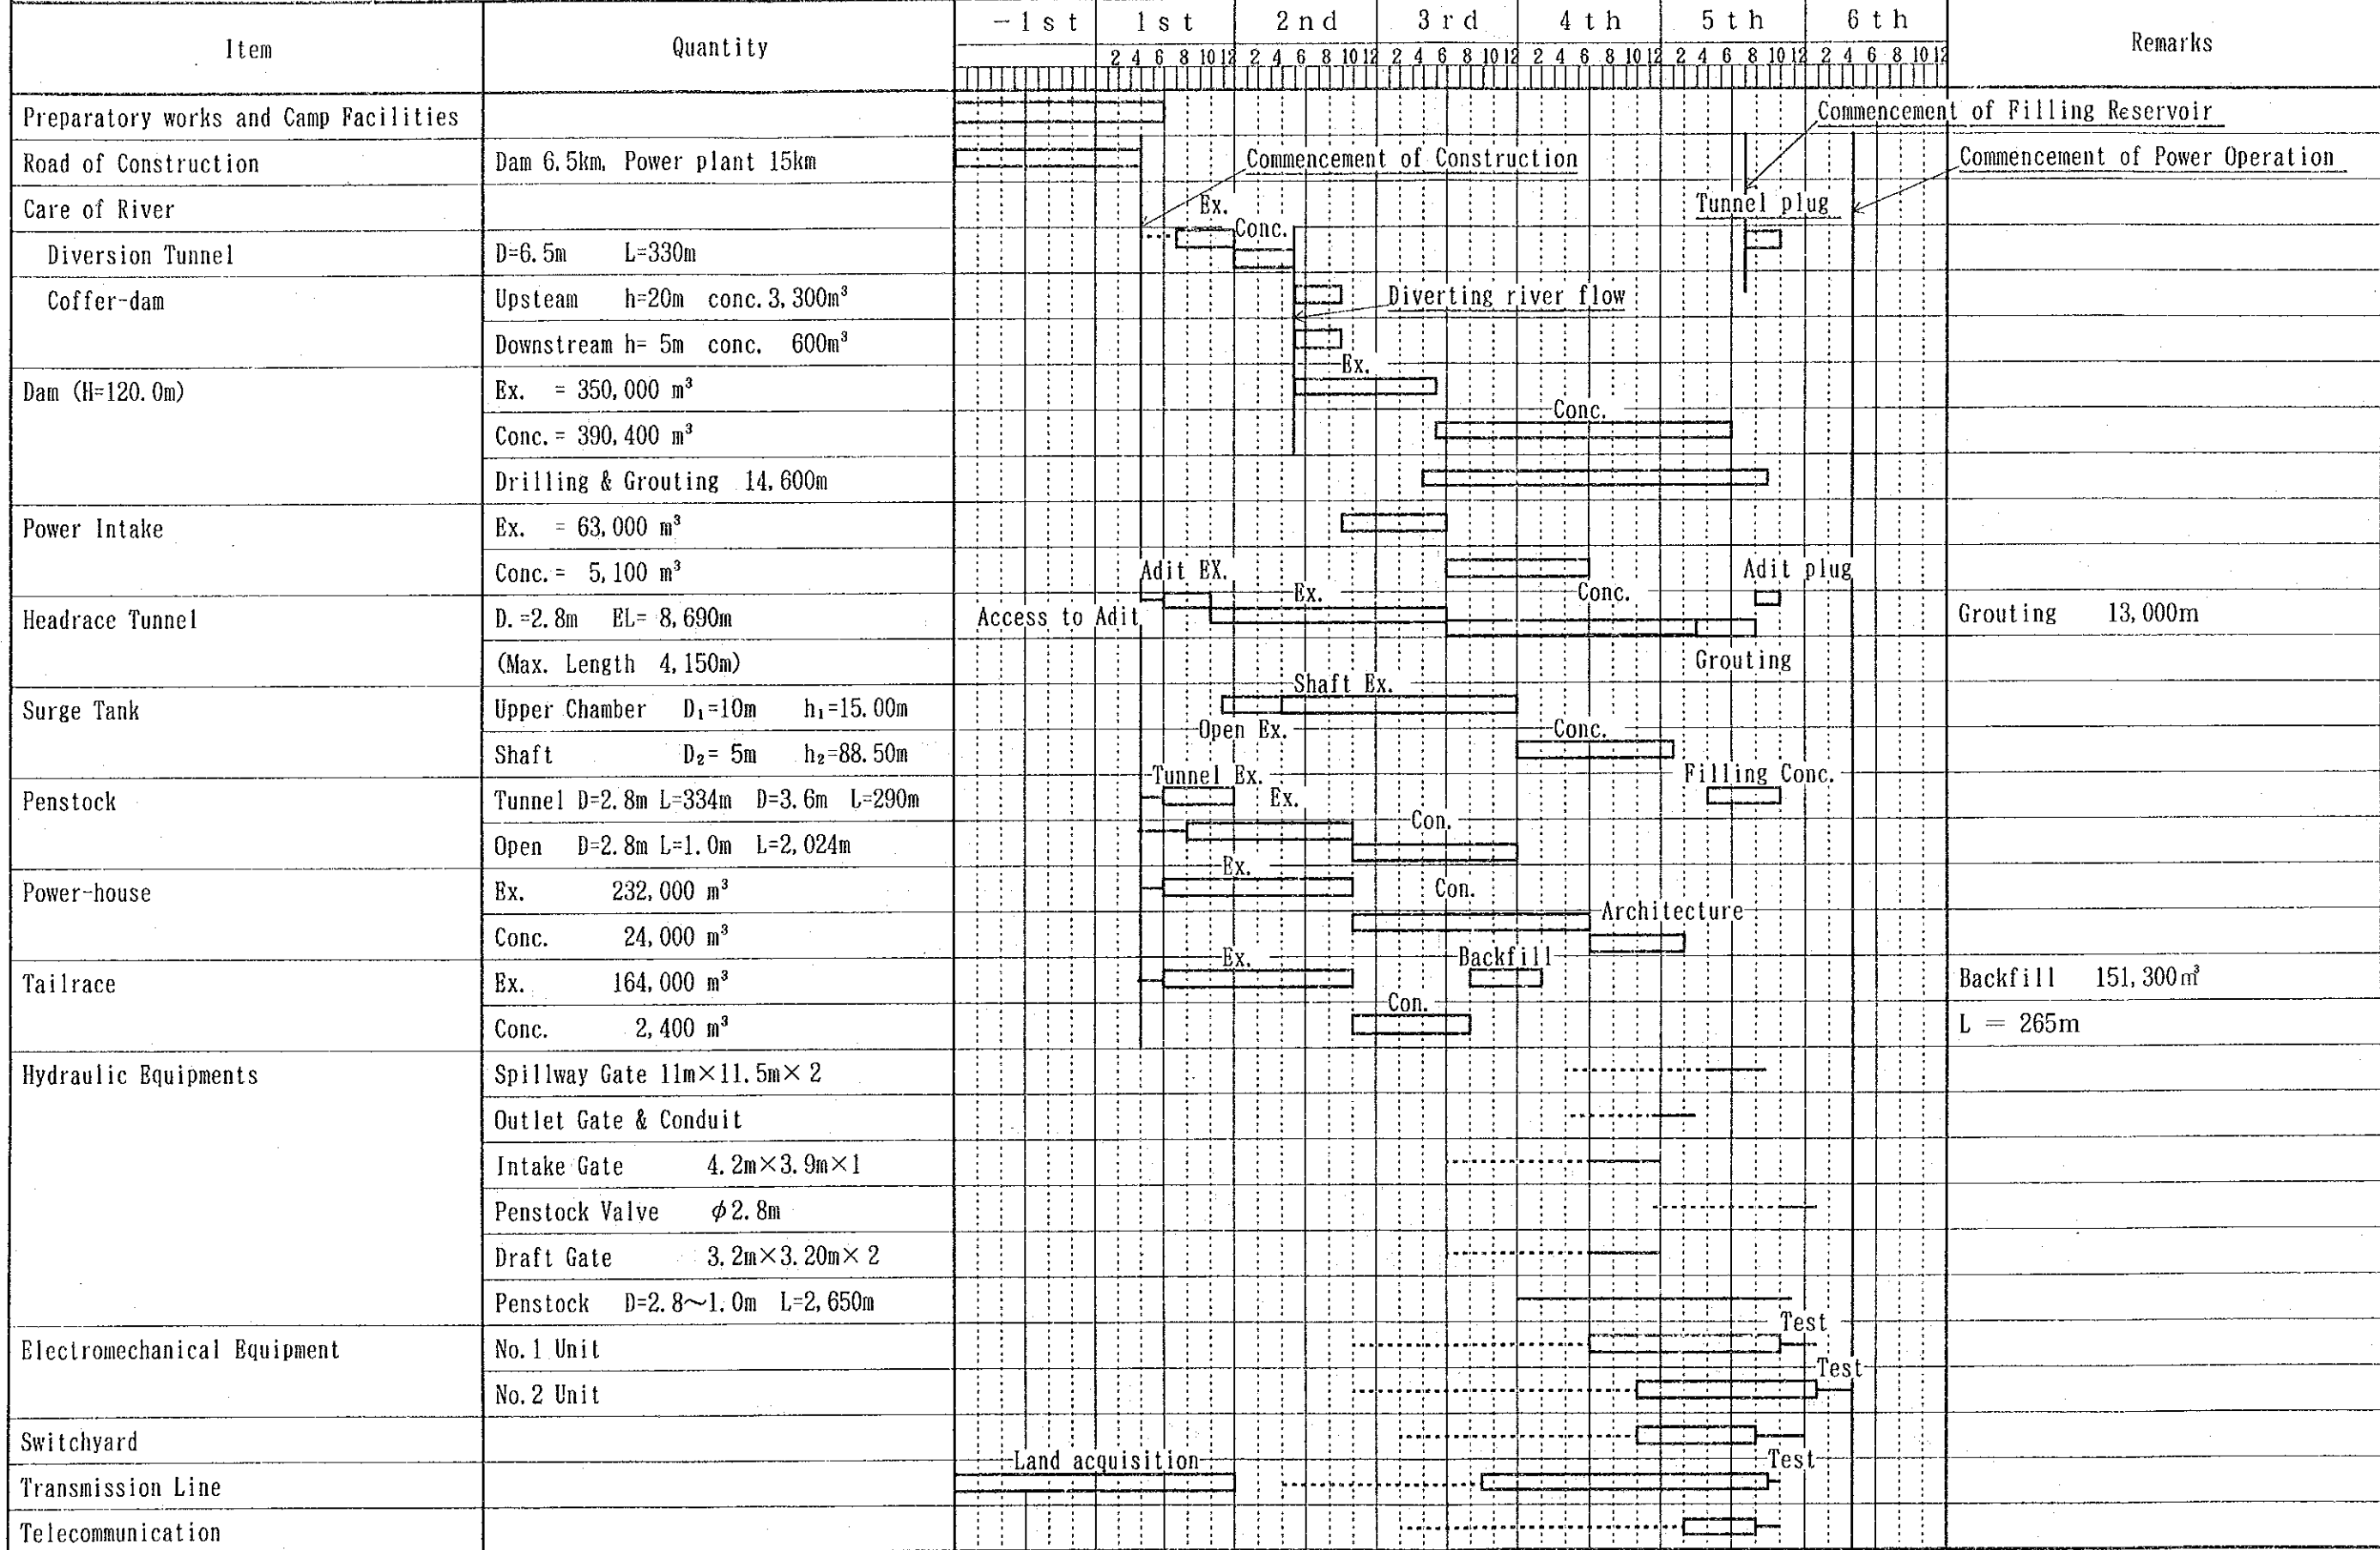 Item Quantity -1st 1st 2nd 3rd 4th 5th 6th Remarks
2 4 6 8 10 12 2 4 6 8 10 12 2 4 6 8 10 12 2 4 6 8 10 12 2 4 6 8 10 12 2 4 6 8 10 12
Preparatory works and Camp Facilities Commencement of Filling Reservoir
Road of Construction Dam 6.5km. Power plant 15km Commencement of Construction Commencement of Power Operation
Care of River Ex. Tunnel plug
Conc.
Diversion Tunnel D=6.5m L=330m
Coffer-dam Upsteam h=20m conc. 3,300m³ Diverting river flow
Downstream h= 5m conc. 600m³
Ex.
Dam (H=120.0m) Ex. = 350,000 m³
Conc.
Conc. = 390,400 m³
Drilling & Grouting 14,600m
Power Intake Ex. = 63,000 m³
Conc. = 5,100 m³ Adit EX. Adit plug
Ex. Conc.
Headrace Tunnel D.=2.8m EL= 8,690m Access to Adit Grouting 13,000m
(Max. Length 4,150m) Grouting
Shaft Ex.
Surge Tank Upper Chamber D₁=10m h₁=15.00m
Open Ex. Conc.
Shaft D₂= 5m h₂=88.50m
Tunnel Ex. Filling Conc.
Penstock Tunnel D=2.8m L=334m D=3.6m L=290m Ex.
Con.
Open D=2.8m L=1.0m L=2,024m
Ex.
Power-house Ex. 232,000 m³ Con.
Architecture
Conc. 24,000 m³
Ex. Backfill
Tailrace Ex. 164,000 m³ Backfill 151,300m³
Con.
Conc. 2,400 m³ L = 265m
Hydraulic Equipments Spillway Gate 11m×11.5m×2
Outlet Gate & Conduit
Intake Gate 4.2m×3.9m×1
Penstock Valve φ2.8m
Draft Gate 3.2m×3.20m×2
Penstock D=2.8~1.0m L=2,650m
Test
Electromechanical Equipment No.1 Unit
Test
No.2 Unit
Switchyard
Land acquisition Test
Transmission Line
Telecommunication